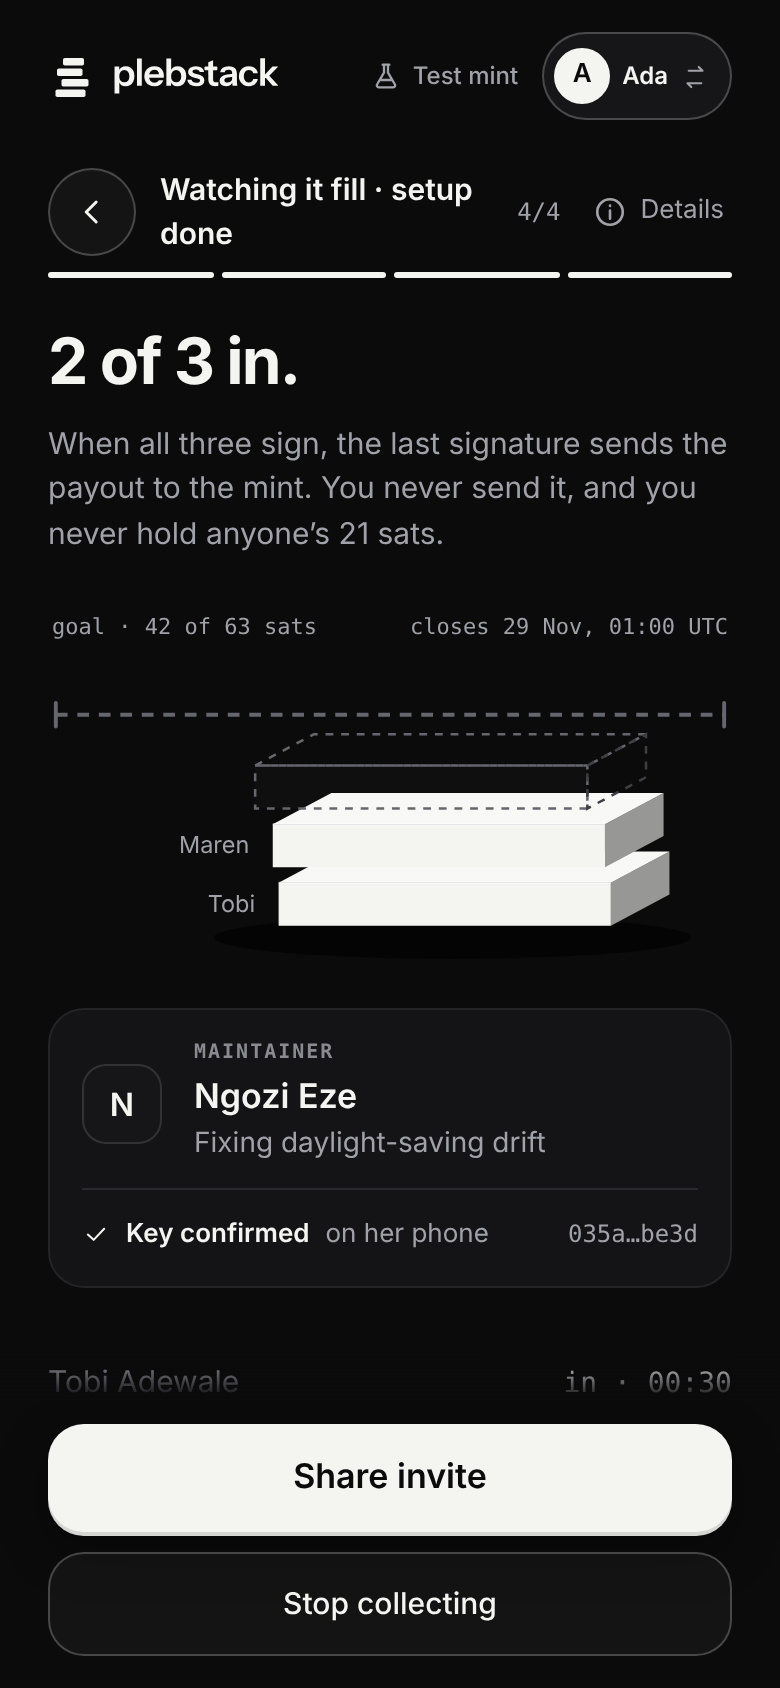 plebstack
Test mint
A
Ada
Watching it fill · setup
done
4/4
Details
2 of 3 in.
When all three sign, the last signature sends the
payout to the mint. You never send it, and you
never hold anyone’s 21 sats.
goal · 42 of 63 sats
closes 29 Nov, 01:00 UTC
Maren
Tobi
MAINTAINER
N
Ngozi Eze
Fixing daylight-saving drift
Key confirmed on her phone
035a…be3d
Tobi Adewale
in · 00:30
Share invite
Stop collecting